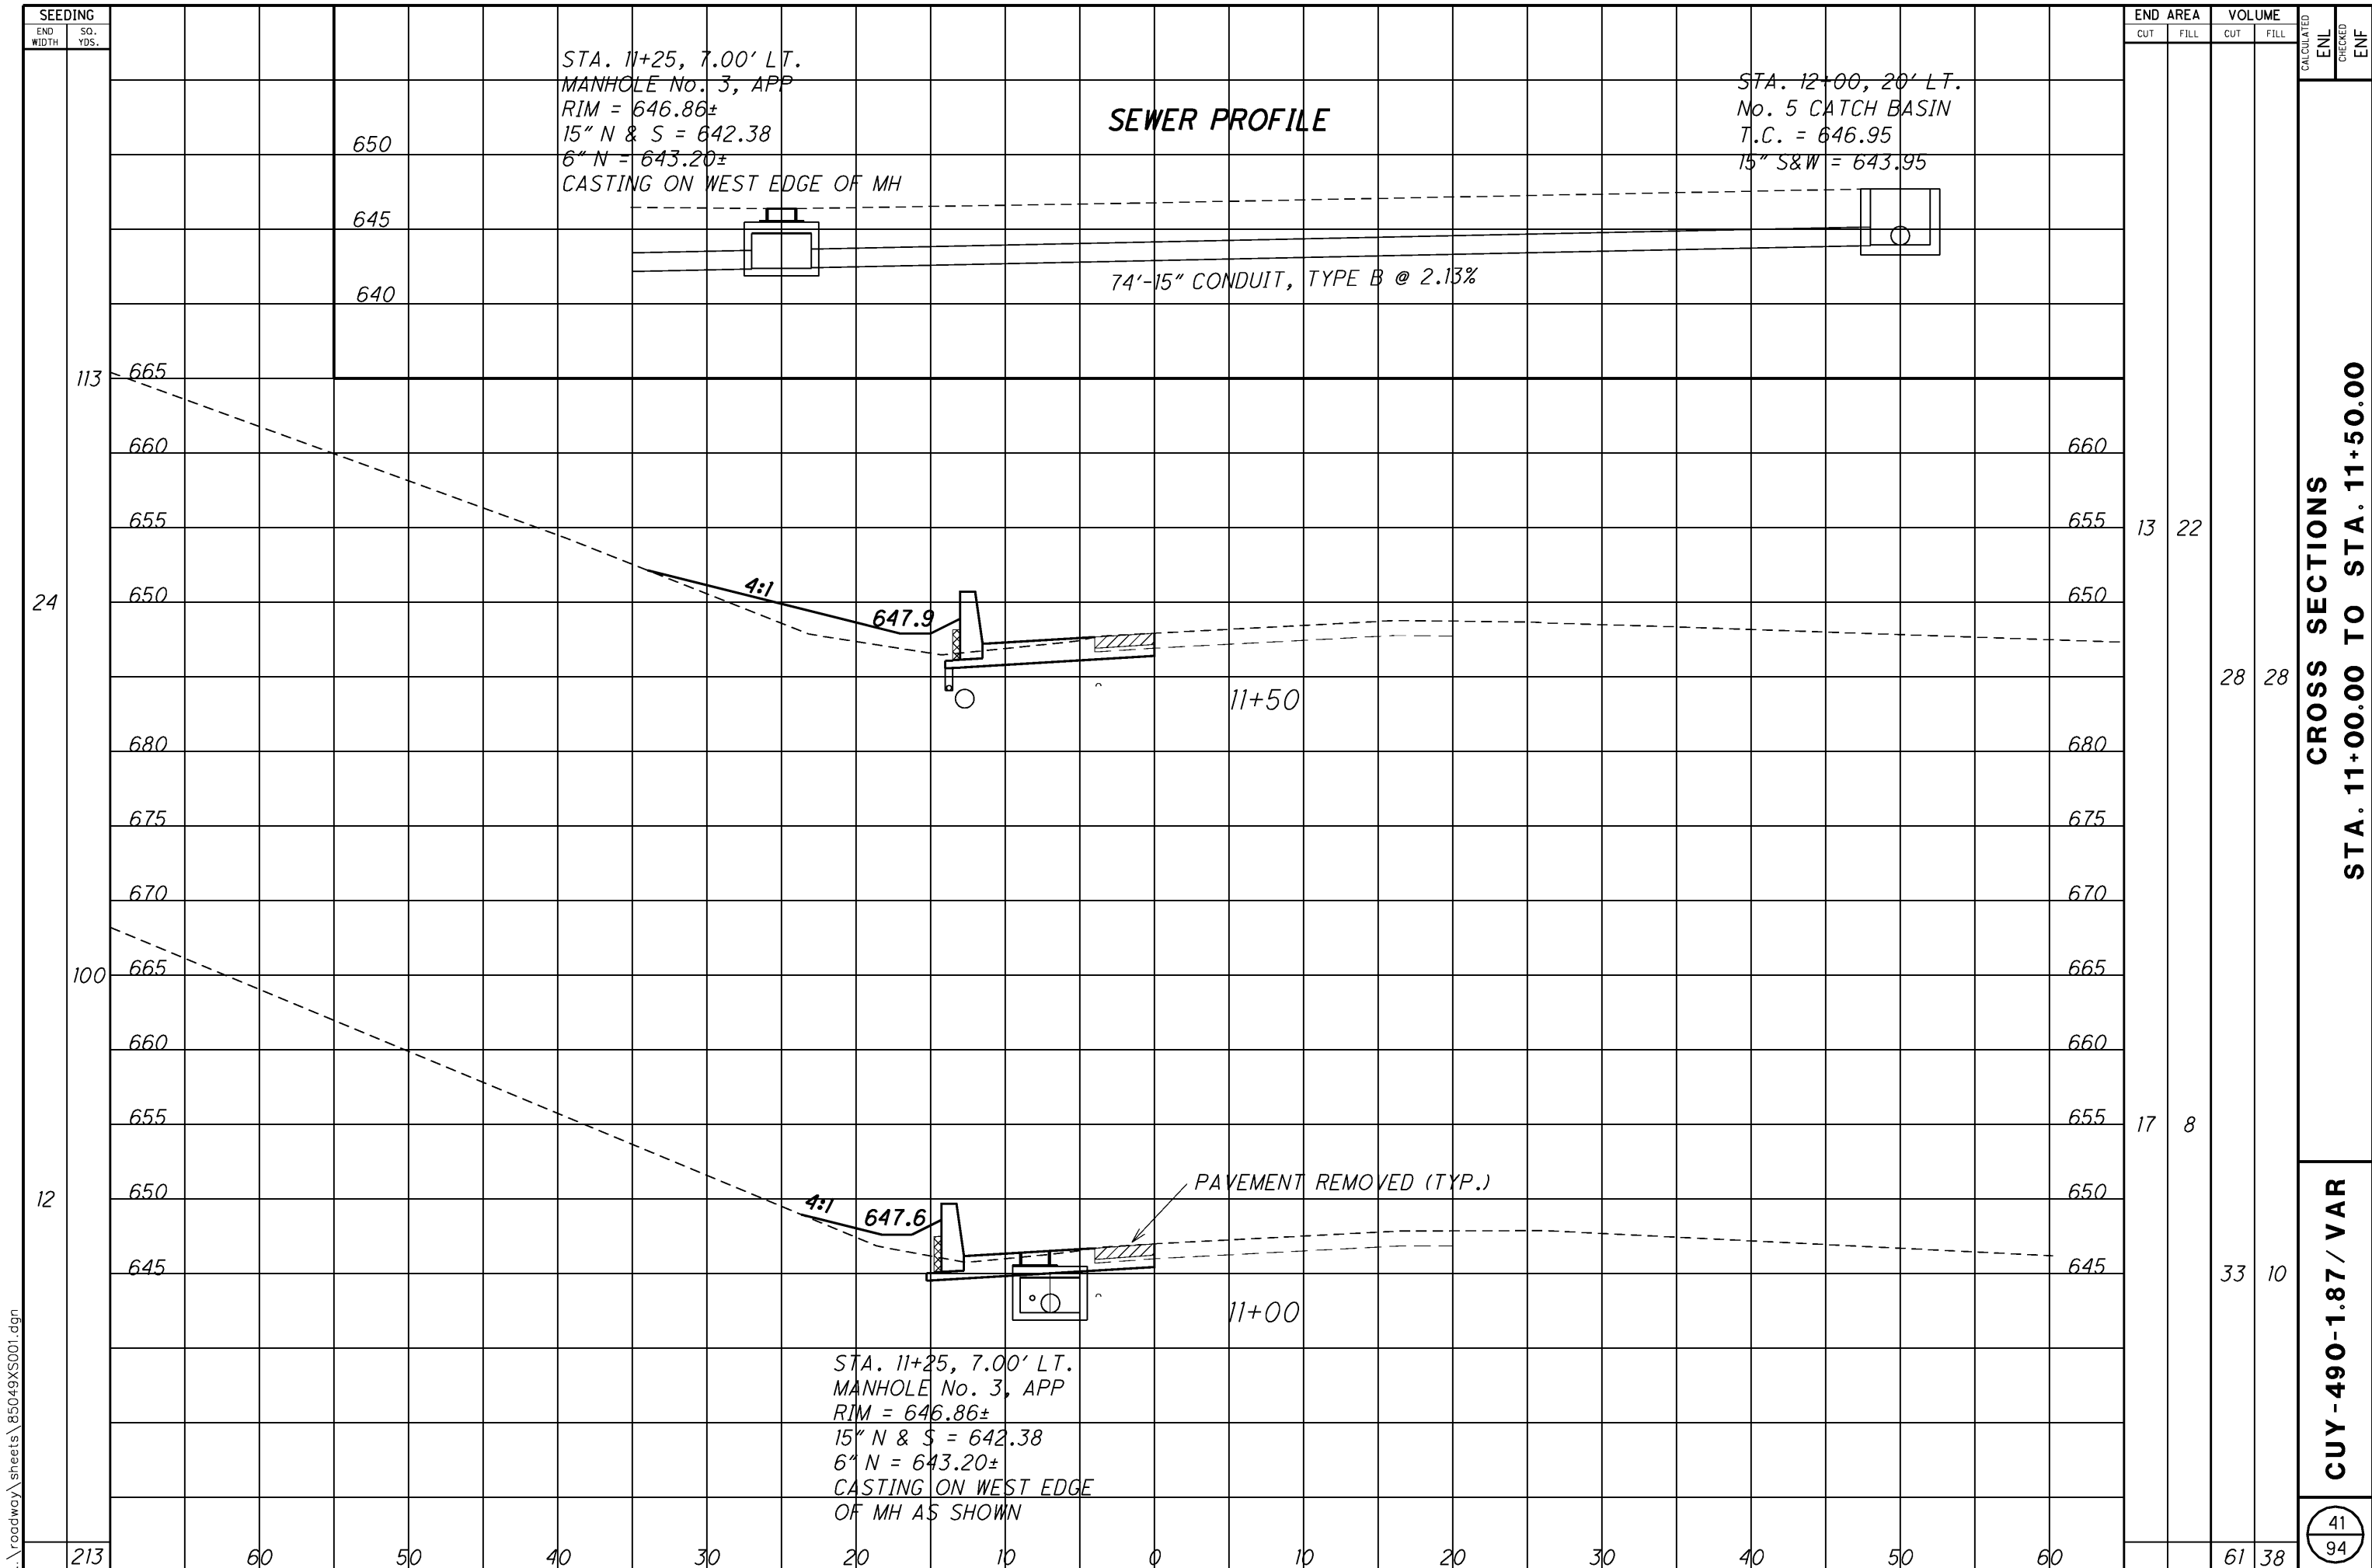 SEEDING
END WIDTH
SQ. YDS.
END AREA
VOLUME
CUT
FILL
CUT
FILL
CALCULATED
ENL
CHECKED
ENF
STA. 11+25, 7.00' LT.
MANHOLE No. 3, APP
RIM = 646.86±
15" N & S = 642.38
6" N = 643.20±
CASTING ON WEST EDGE OF MH
SEWER PROFILE
STA. 12+00, 20' LT.
No. 5 CATCH BASIN
T.C. = 646.95
15" S&W = 643.95
650
645
640
74'-15" CONDUIT, TYPE B @ 2.13%
113
665
660
660
655
655
13
22
24
650
4:1
647.9
650
28
28
11+50
680
680
675
675
670
670
100
665
665
660
660
655
655
17
8
12
650
4:1
647.6
PAVEMENT REMOVED (TYP.)
650
645
645
33
10
11+00
STA. 11+25, 7.00' LT.
MANHOLE No. 3, APP
RIM = 646.86±
15" N & S = 642.38
6" N = 643.20±
CASTING ON WEST EDGE
OF MH AS SHOWN
213
60
50
40
30
20
10
0
10
20
30
40
50
60
61
38
CROSS SECTIONS
STA. 11+00.00 TO STA. 11+50.00
CUY-490-1.87/VAR
41
94
..\roadway\sheets\85049XS001.dgn